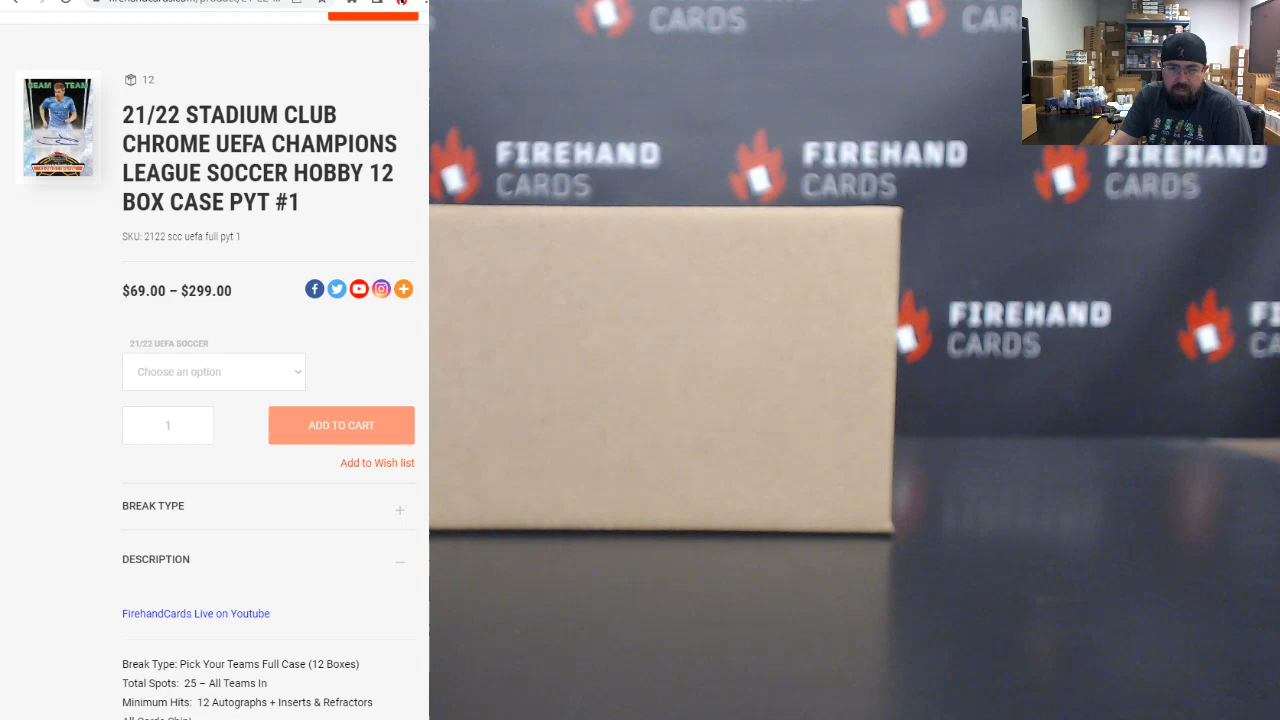 12
21/22 STADIUM CLUB
CHROME UEFA CHAMPIONS
LEAGUE SOCCER HOBBY 12
BOX CASE PYT #1
SKU: 2122 scc uefa full pyt 1
$69.00 – $299.00
21/22 UEFA SOCCER
Choose an option
1
ADD TO CART
Add to Wish list
BREAK TYPE
DESCRIPTION
FirehandCards Live on Youtube
Break Type: Pick Your Teams Full Case (12 Boxes)
Total Spots: 25 – All Teams In
Minimum Hits: 12 Autographs + Inserts & Refractors
BEAM TEAM
CARDS
CARDS
FIREHAND
CARDS
FIREHAND
CARDS
CARDS
FIREHAND
CARDS